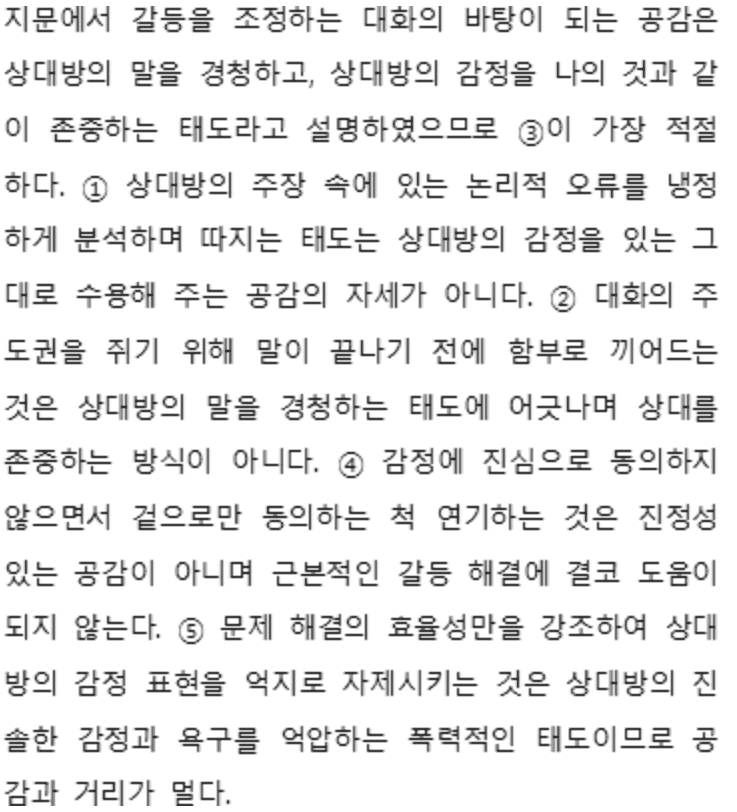 지문에서 갈등을 조정하는 대화의 바탕이 되는 공감은
상대방의 말을 경청하고, 상대방의 감정을 나의 것과 같
이 존중하는 태도라고 설명하였으므로 ③이 가장 적절
하다. ① 상대방의 주장 속에 있는 논리적 오류를 냉정
하게 분석하며 따지는 태도는 상대방의 감정을 있는 그
대로 수용해 주는 공감의 자세가 아니다. ② 대화의 주
도권을 쥐기 위해 말이 끝나기 전에 함부로 끼어드는
것은 상대방의 말을 경청하는 태도에 어긋나며 상대를
존중하는 방식이 아니다. ④ 감정에 진심으로 동의하지
않으면서 겉으로만 동의하는 척 연기하는 것은 진정성
있는 공감이 아니며 근본적인 갈등 해결에 결코 도움이
되지 않는다. ⑤ 문제 해결의 효율성만을 강조하여 상대
방의 감정 표현을 억지로 자제시키는 것은 상대방의 진
솔한 감정과 욕구를 억압하는 폭력적인 태도이므로 공
감과 거리가 멀다.